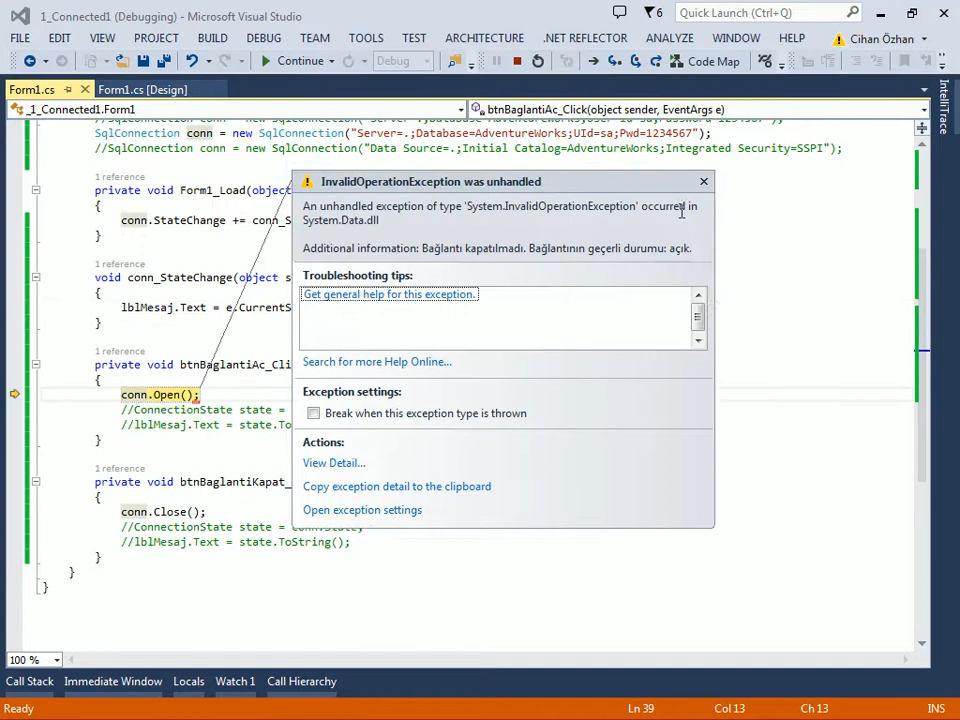 1_Connected1 (Debugging) - Microsoft Visual Studio
6
Quick Launch (Ctrl+Q)
FILE EDIT VIEW PROJECT BUILD DEBUG TEAM TOOLS TEST ARCHITECTURE .NET REFLECTOR ANALYZE WINDOW HELP Cihan Özhan
Continue Debug Code Map
Form1.cs Form1.cs [Design]
_1_Connected1.Form1 btnBaglantiAc_Click(object sender, EventArgs e)
SqlConnection conn = new SqlConnection("Server=.;Database=AdventureWorks;UId=sa;Pwd=1234567");
//SqlConnection conn = new SqlConnection("Data Source=.;Initial Catalog=AdventureWorks;Integrated Security=SSPI");
1 reference
private void Form1_Load(object
{
conn.StateChange += conn_S
}
1 reference
void conn_StateChange(object s
{
lblMesaj.Text = e.CurrentS
}
1 reference
private void btnBaglantiAc_Cli
{
conn.Open();
//ConnectionState state =
//lblMesaj.Text = state.To
}
1 reference
private void btnBaglantiKapat_
{
conn.Close();
//ConnectionState state = conn.State;
//lblMesaj.Text = state.ToString();
}
}
}
InvalidOperationException was unhandled
An unhandled exception of type 'System.InvalidOperationException' occurred in
System.Data.dll
Additional information: Bağlantı kapatılmadı. Bağlantının geçerli durumu: açık.
Troubleshooting tips:
Get general help for this exception.
Search for more Help Online...
Exception settings:
Break when this exception type is thrown
Actions:
View Detail...
Copy exception detail to the clipboard
Open exception settings
IntelliTrace
100 %
Call Stack Immediate Window Locals Watch 1 Call Hierarchy
Ready Ln 39 Col 13 Ch 13 INS